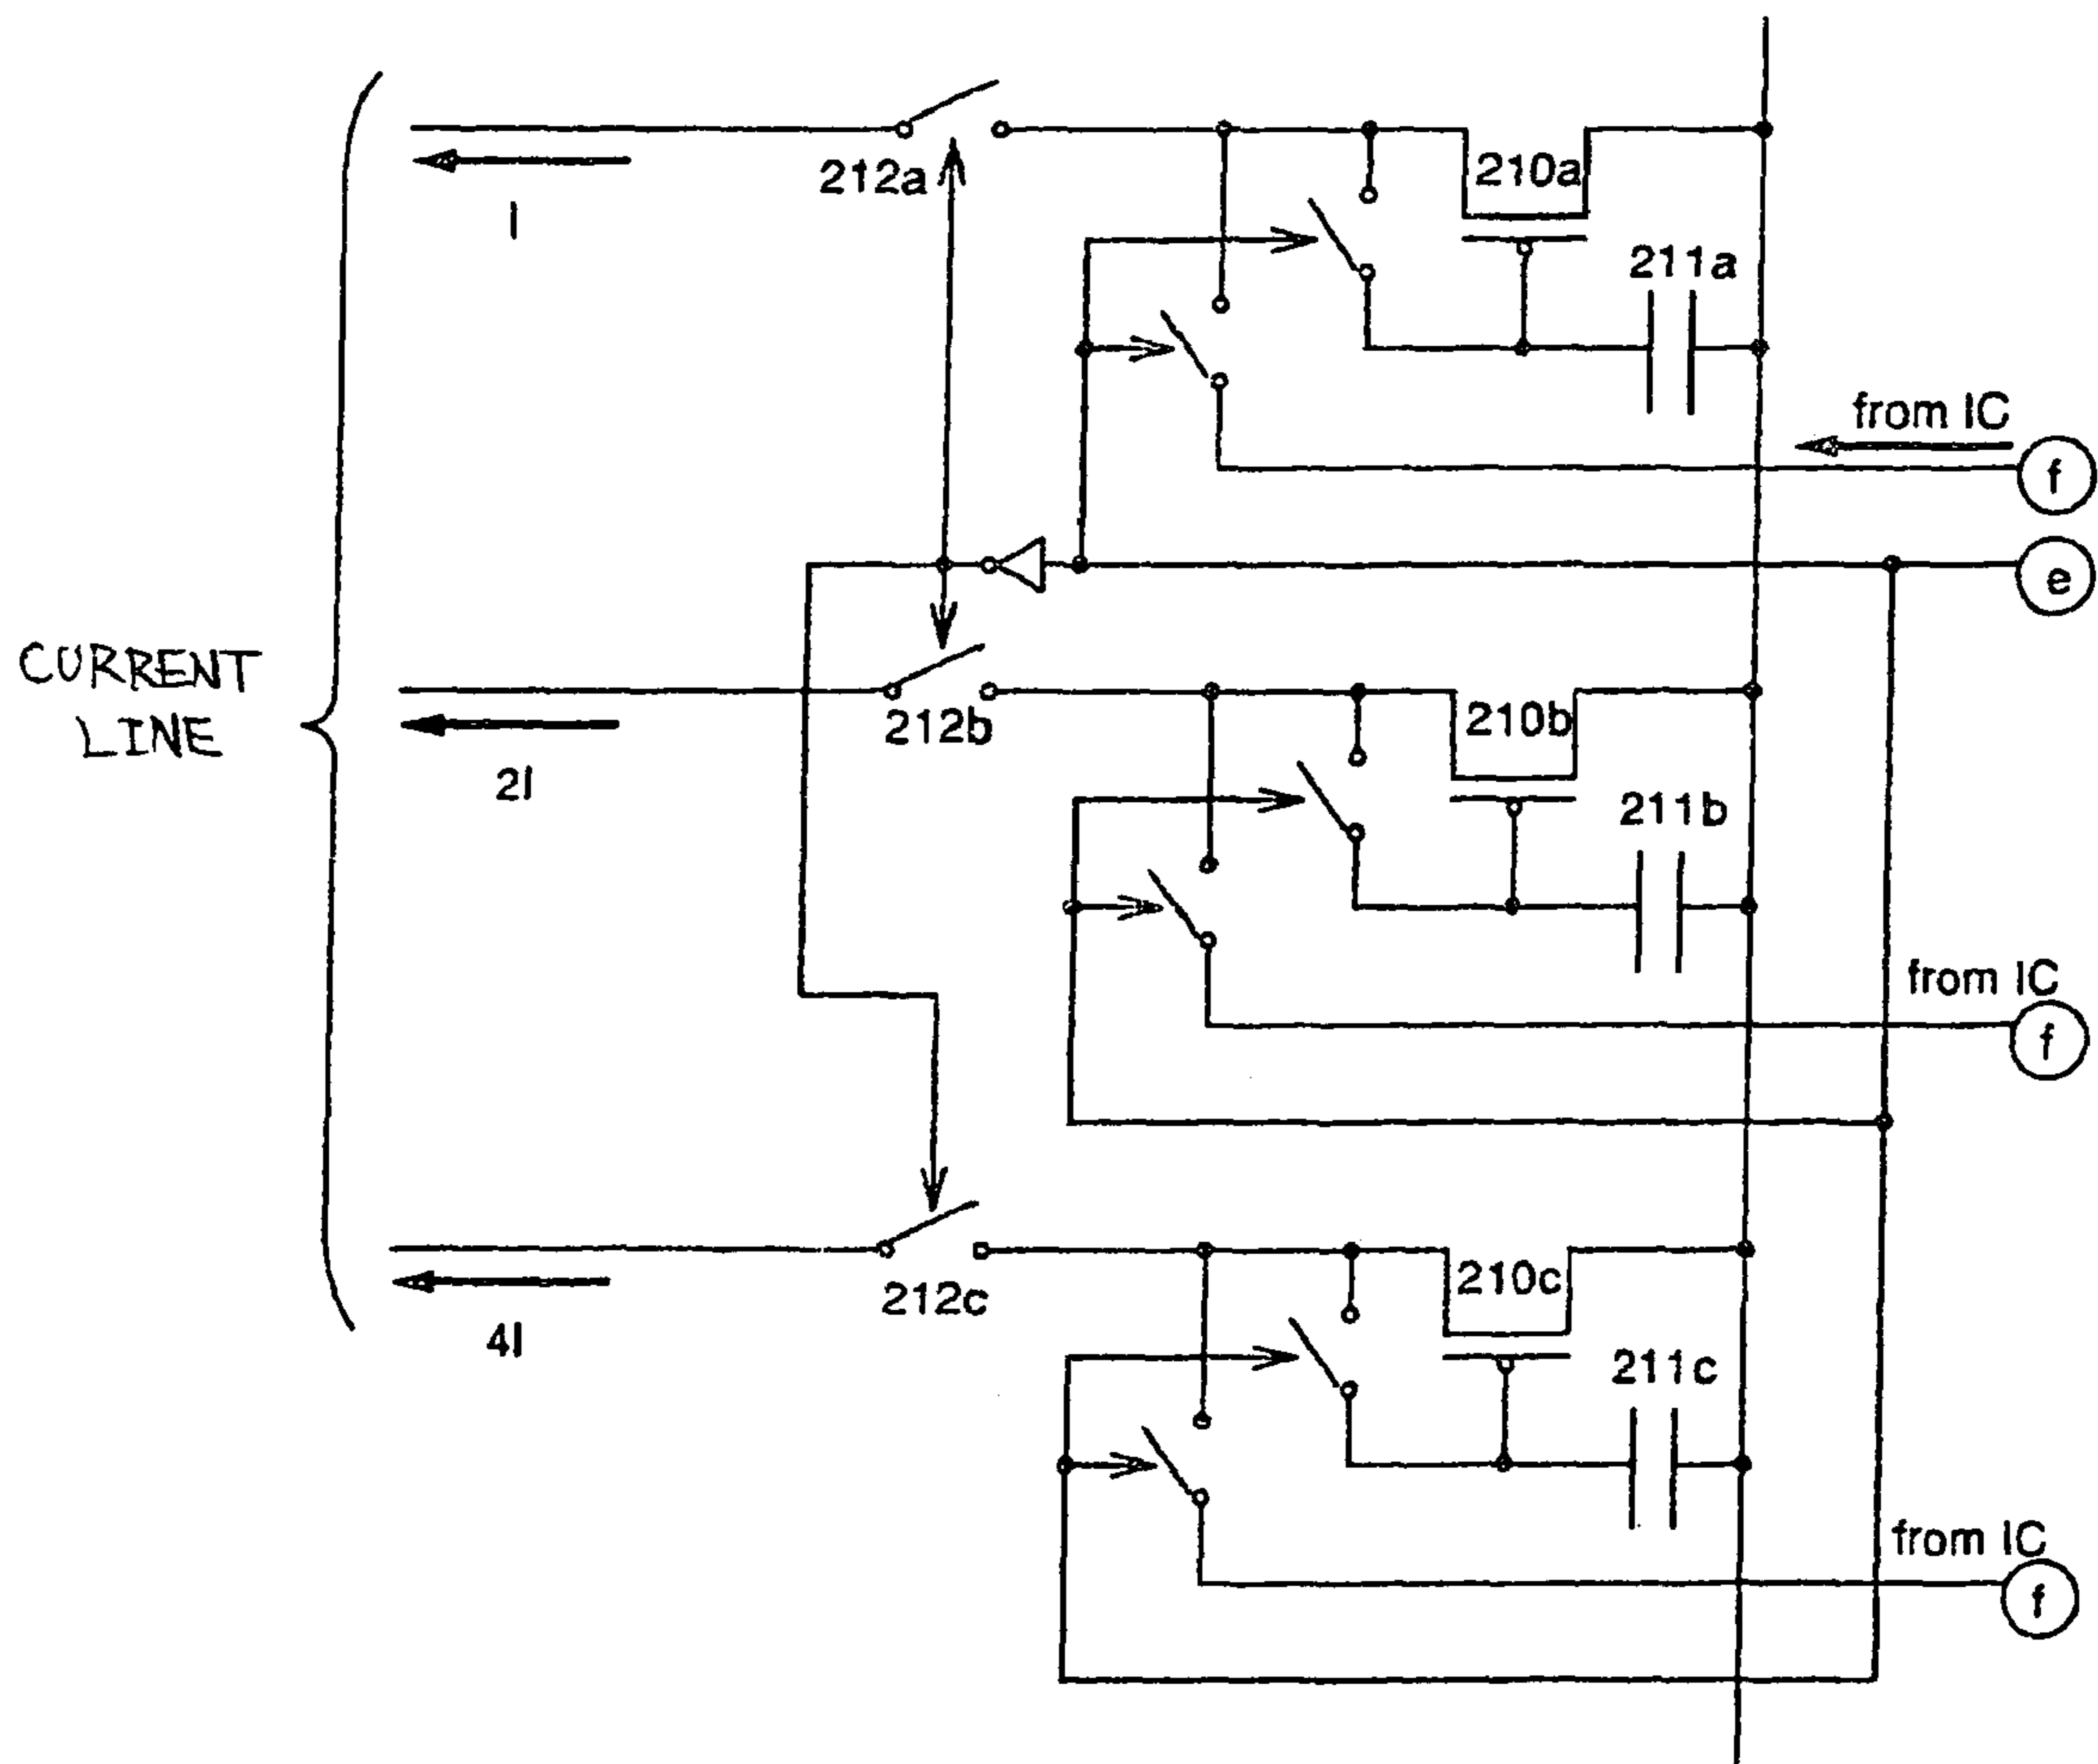 210a
212a
I
211a
from IC
f
e
CURRENT
LINE
212b
210b
2I
211b
from IC
f
212c
210c
4I
211c
from IC
f